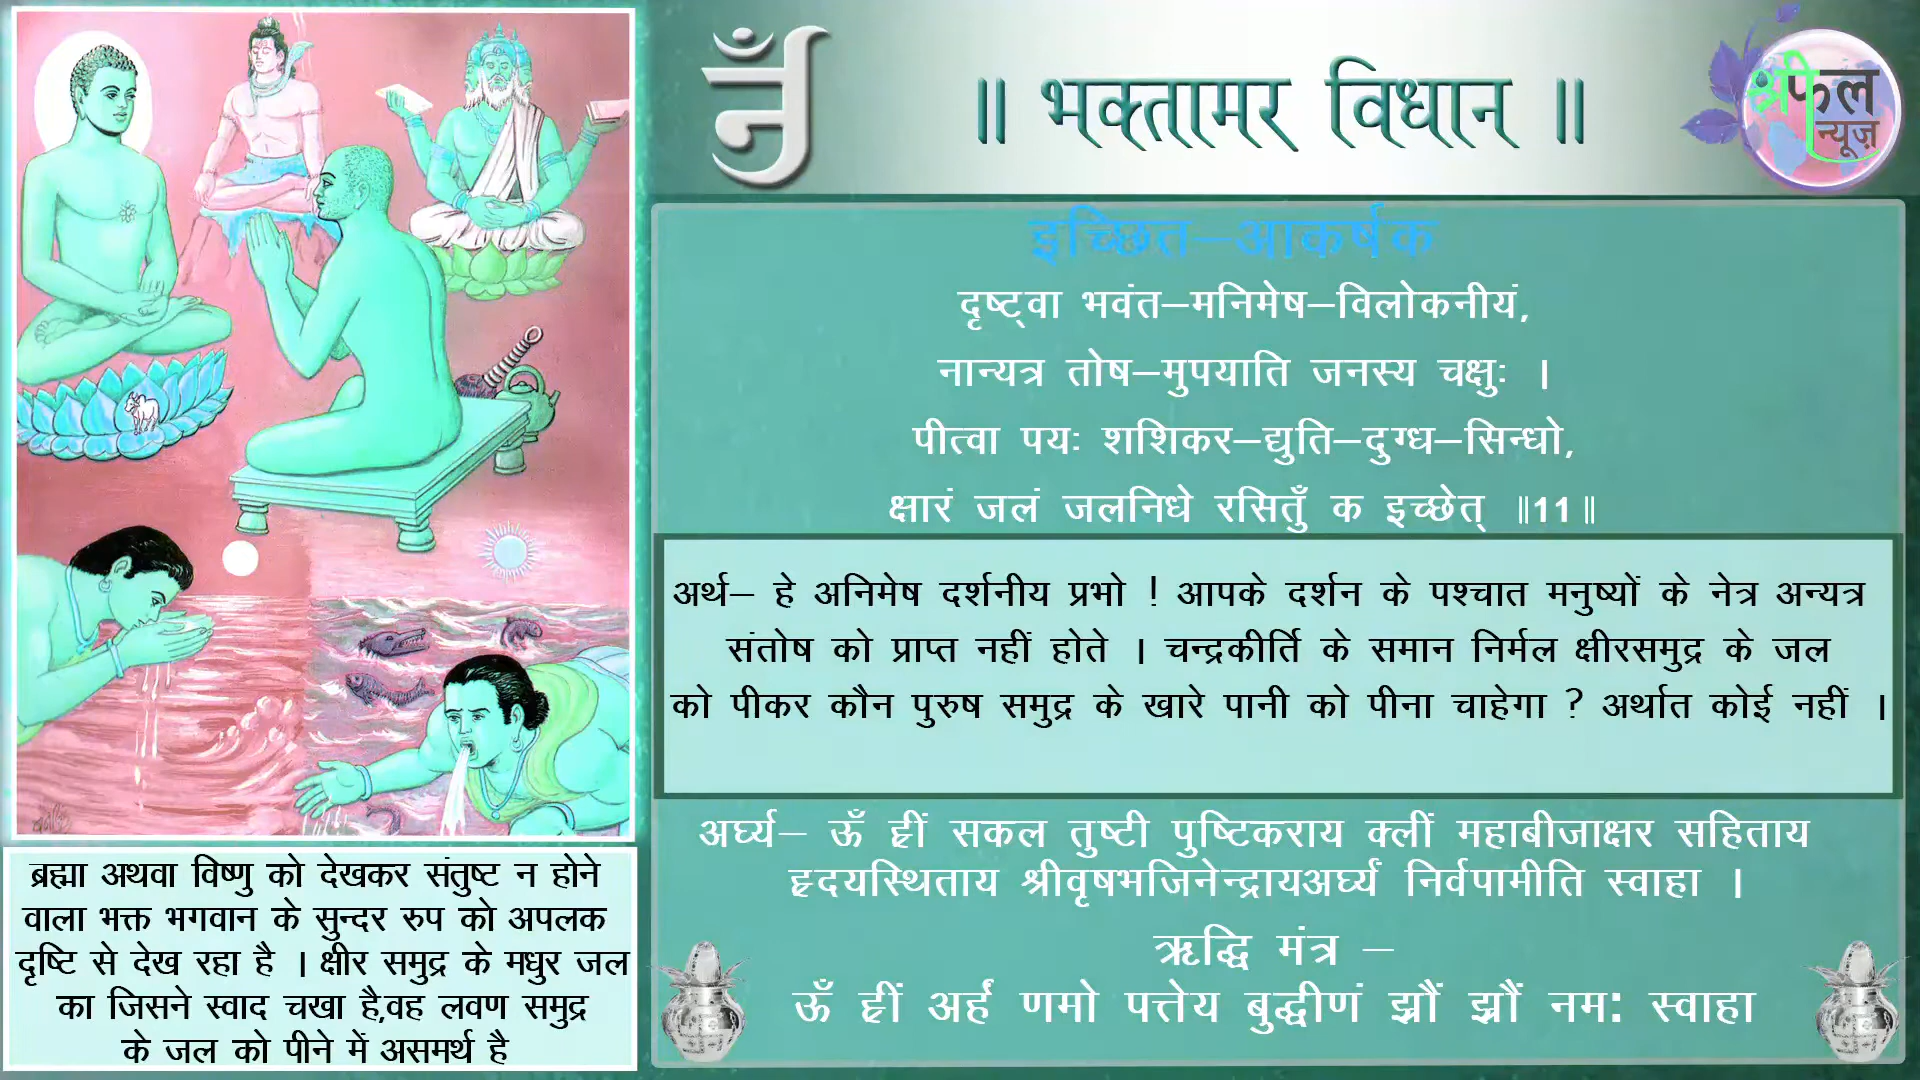 ॥ भक्तामर विधान ॥
श्रीफल
न्यूज़
इच्छित–आकर्षक
दृष्ट्वा भवंत–मनिमेष–विलोकनीयं,
नान्यत्र तोष–मुपयाति जनस्य चक्षुः ।
पीत्वा पयः शशिकर–द्युति–दुग्ध–सिन्धो,
क्षारं जलं जलनिधे रसितुँ क इच्छेत् ॥11॥
अर्थ– हे अनिमेष दर्शनीय प्रभो ! आपके दर्शन के पश्चात मनुष्यों के नेत्र अन्यत्र
संतोष को प्राप्त नहीं होते । चन्द्रकीर्ति के समान निर्मल क्षीरसमुद्र के जल
को पीकर कौन पुरुष समुद्र के खारे पानी को पीना चाहेगा ? अर्थात कोई नहीं ।
अर्घ्य– ऊँ ह्रीं सकल तुष्टी पुष्टिकराय क्लीं महाबीजाक्षर सहिताय
हृदयस्थिताय श्रीवृषभजिनेन्द्रायअर्घ्यं निर्वपामीति स्वाहा ।
ऋद्धि मंत्र –
ऊँ ह्रीं अर्हं णमो पत्तेय बुद्धीणं झ्रौं झ्रौं नम: स्वाहा
ब्रह्मा अथवा विष्णु को देखकर संतुष्ट न होने
वाला भक्त भगवान के सुन्दर रुप को अपलक
दृष्टि से देख रहा है । क्षीर समुद्र के मधुर जल
का जिसने स्वाद चखा है,वह लवण समुद्र
के जल को पीने में असमर्थ है